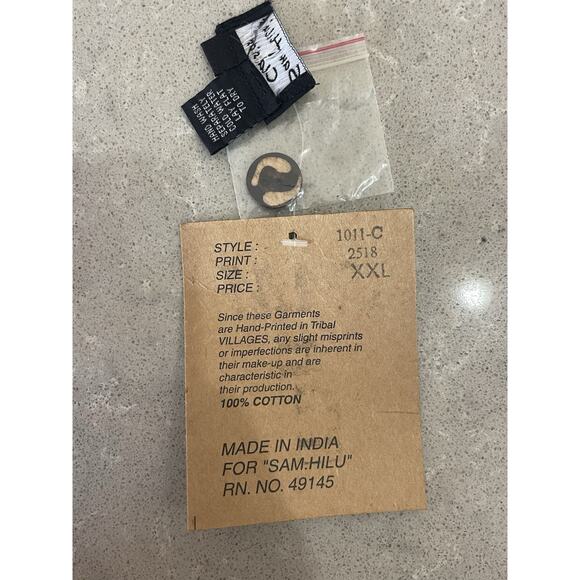 HAND WASH
SEPARATELY
COLD WATER
LAY FLAT
TO DRY
STYLE : 1011-C
PRINT : 2518
SIZE : XXL
PRICE :
Since these Garments
are Hand-Printed in Tribal
VILLAGES, any slight misprints
or imperfections are inherent in
their make-up and are
characteristic in
their production.
100% COTTON
MADE IN INDIA
FOR "SAM-HILU"
RN. NO. 49145